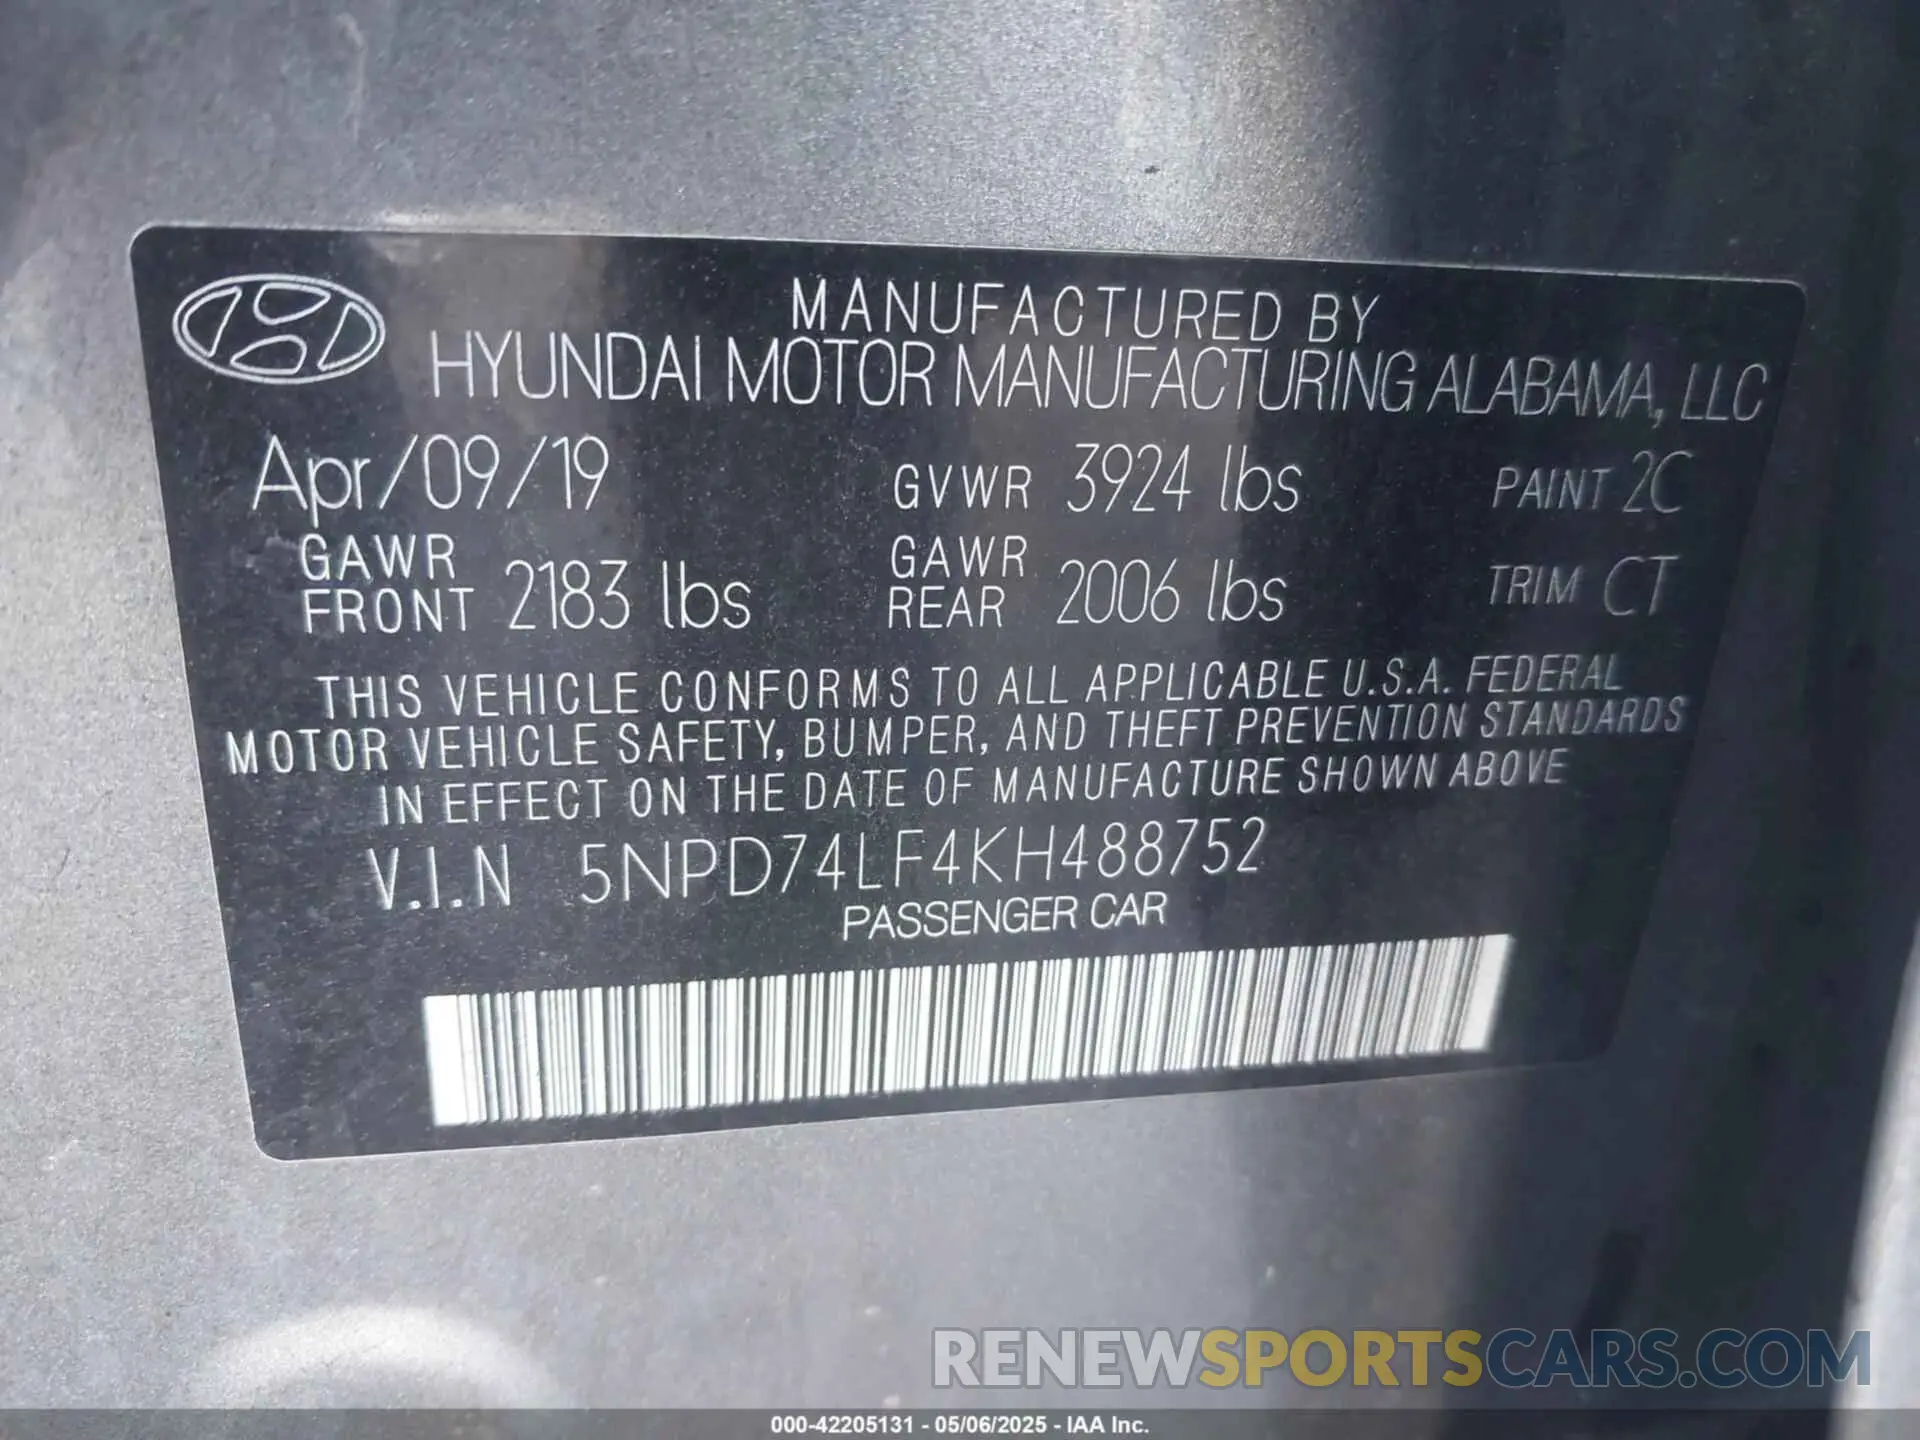 MANUFACTURED BY
HYUNDAI MOTOR MANUFACTURING ALABAMA, LLC
Apr/09/19 GVWR 3924 lbs PAINT 2C
GAWR FRONT 2183 lbs GAWR REAR 2006 lbs TRIM CT
THIS VEHICLE CONFORMS TO ALL APPLICABLE U.S.A. FEDERAL
MOTOR VEHICLE SAFETY, BUMPER, AND THEFT PREVENTION STANDARDS
IN EFFECT ON THE DATE OF MANUFACTURE SHOWN ABOVE
V.I.N 5NPD74LF4KH488752
PASSENGER CAR
RENEWSPORTSCARS.COM
000-42205131 - 05/06/2025 - IAA Inc.